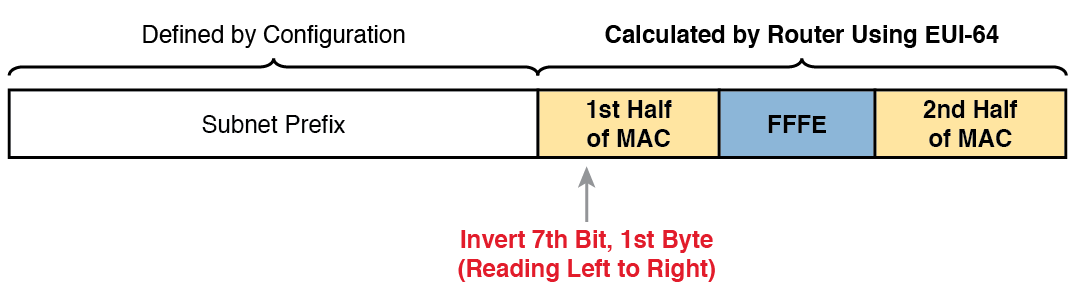 Defined by Configuration
Calculated by Router Using EUI-64
Subnet Prefix
1st Half
of MAC
FFFE
2nd Half
of MAC
Invert 7th Bit, 1st Byte
(Reading Left to Right)